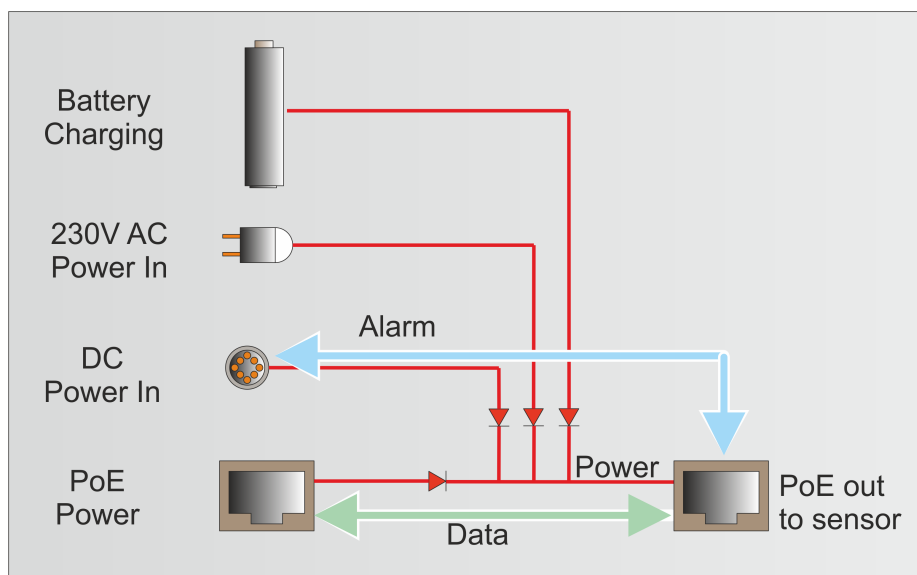 Battery
Charging
230V AC
Power In
Alarm
DC
Power In
Power
PoE
Power
PoE out
to sensor
Data